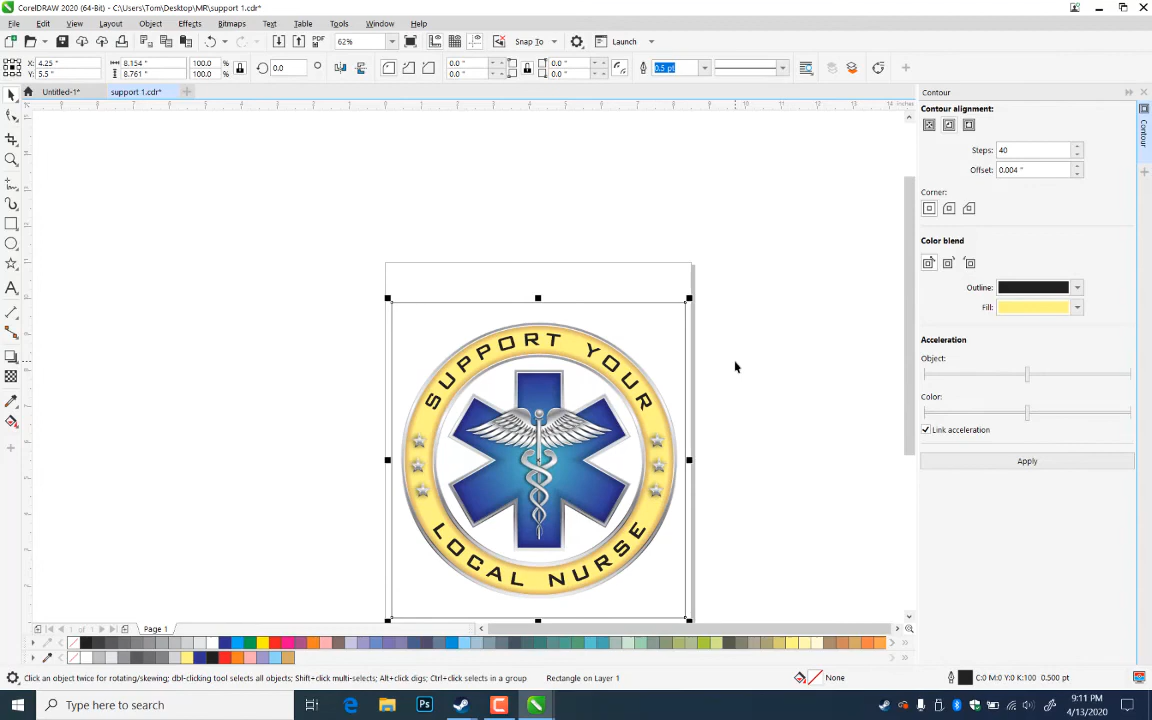 CorelDRAW 2020 (64-Bit) - C:\Users\Tom\Desktop\MR\support 1.cdr*
File Edit View Layout Object Effects Bitmaps Text Table Tools Window Help
62% PDF Snap To Launch
X: 4.25 " 8.154 " 100.0 % 0.0 ° 0.0 " 0.0 " 0.5 pt
Y: 5.5 " 8.761 " 100.0 % 0.0 " 0.0 "
Untitled-1* support 1.cdr* Contour
inches
Contour alignment:
Steps: 40
Offset: 0.004 "
Corner:
Color blend
Outline:
Fill:
Acceleration
Object:
Color:
Link acceleration
Apply
Contour
SUPPORT YOUR
LOCAL NURSE
1 of 1 Page 1
Click an object twice for rotating/skewing; dbl-clicking tool selects all objects; Shift+click multi-selects; Alt+click digs; Ctrl+click selects in a group Rectangle on Layer 1 None C:0 M:0 Y:0 K:100 0.500 pt
Type here to search
9:11 PM
4/13/2020